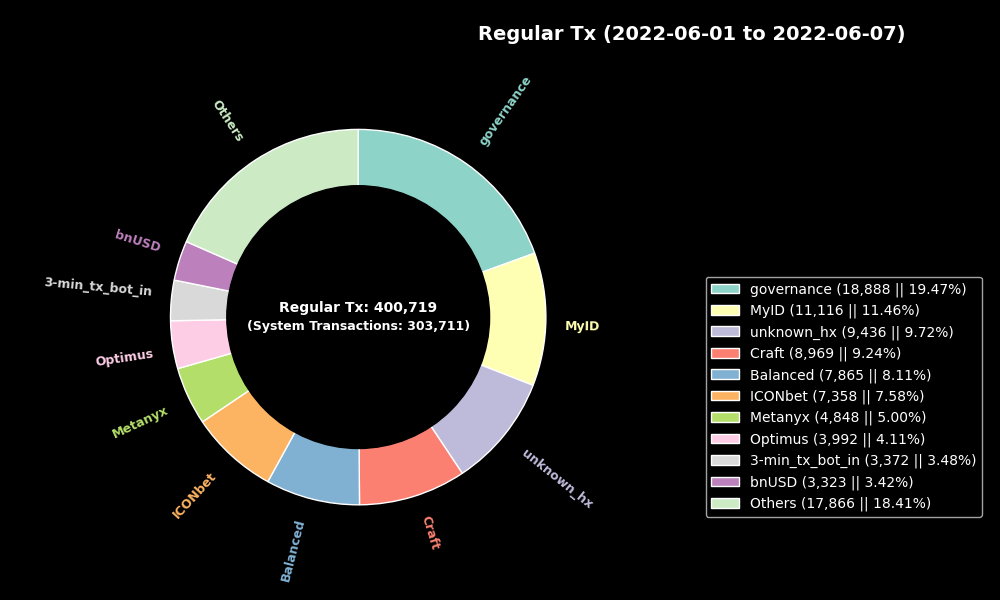 Regular Tx (2022-06-01 to 2022-06-07)
governance
Others
bnUSD
3-min_tx_bot_in
Regular Tx: 400,719
(System Transactions: 303,711)
MyID
Optimus
Metanyx
unknown_hx
ICONbet
Craft
Balanced
governance (18,888 || 19.47%)
MyID (11,116 || 11.46%)
unknown_hx (9,436 || 9.72%)
Craft (8,969 || 9.24%)
Balanced (7,865 || 8.11%)
ICONbet (7,358 || 7.58%)
Metanyx (4,848 || 5.00%)
Optimus (3,992 || 4.11%)
3-min_tx_bot_in (3,372 || 3.48%)
bnUSD (3,323 || 3.42%)
Others (17,866 || 18.41%)